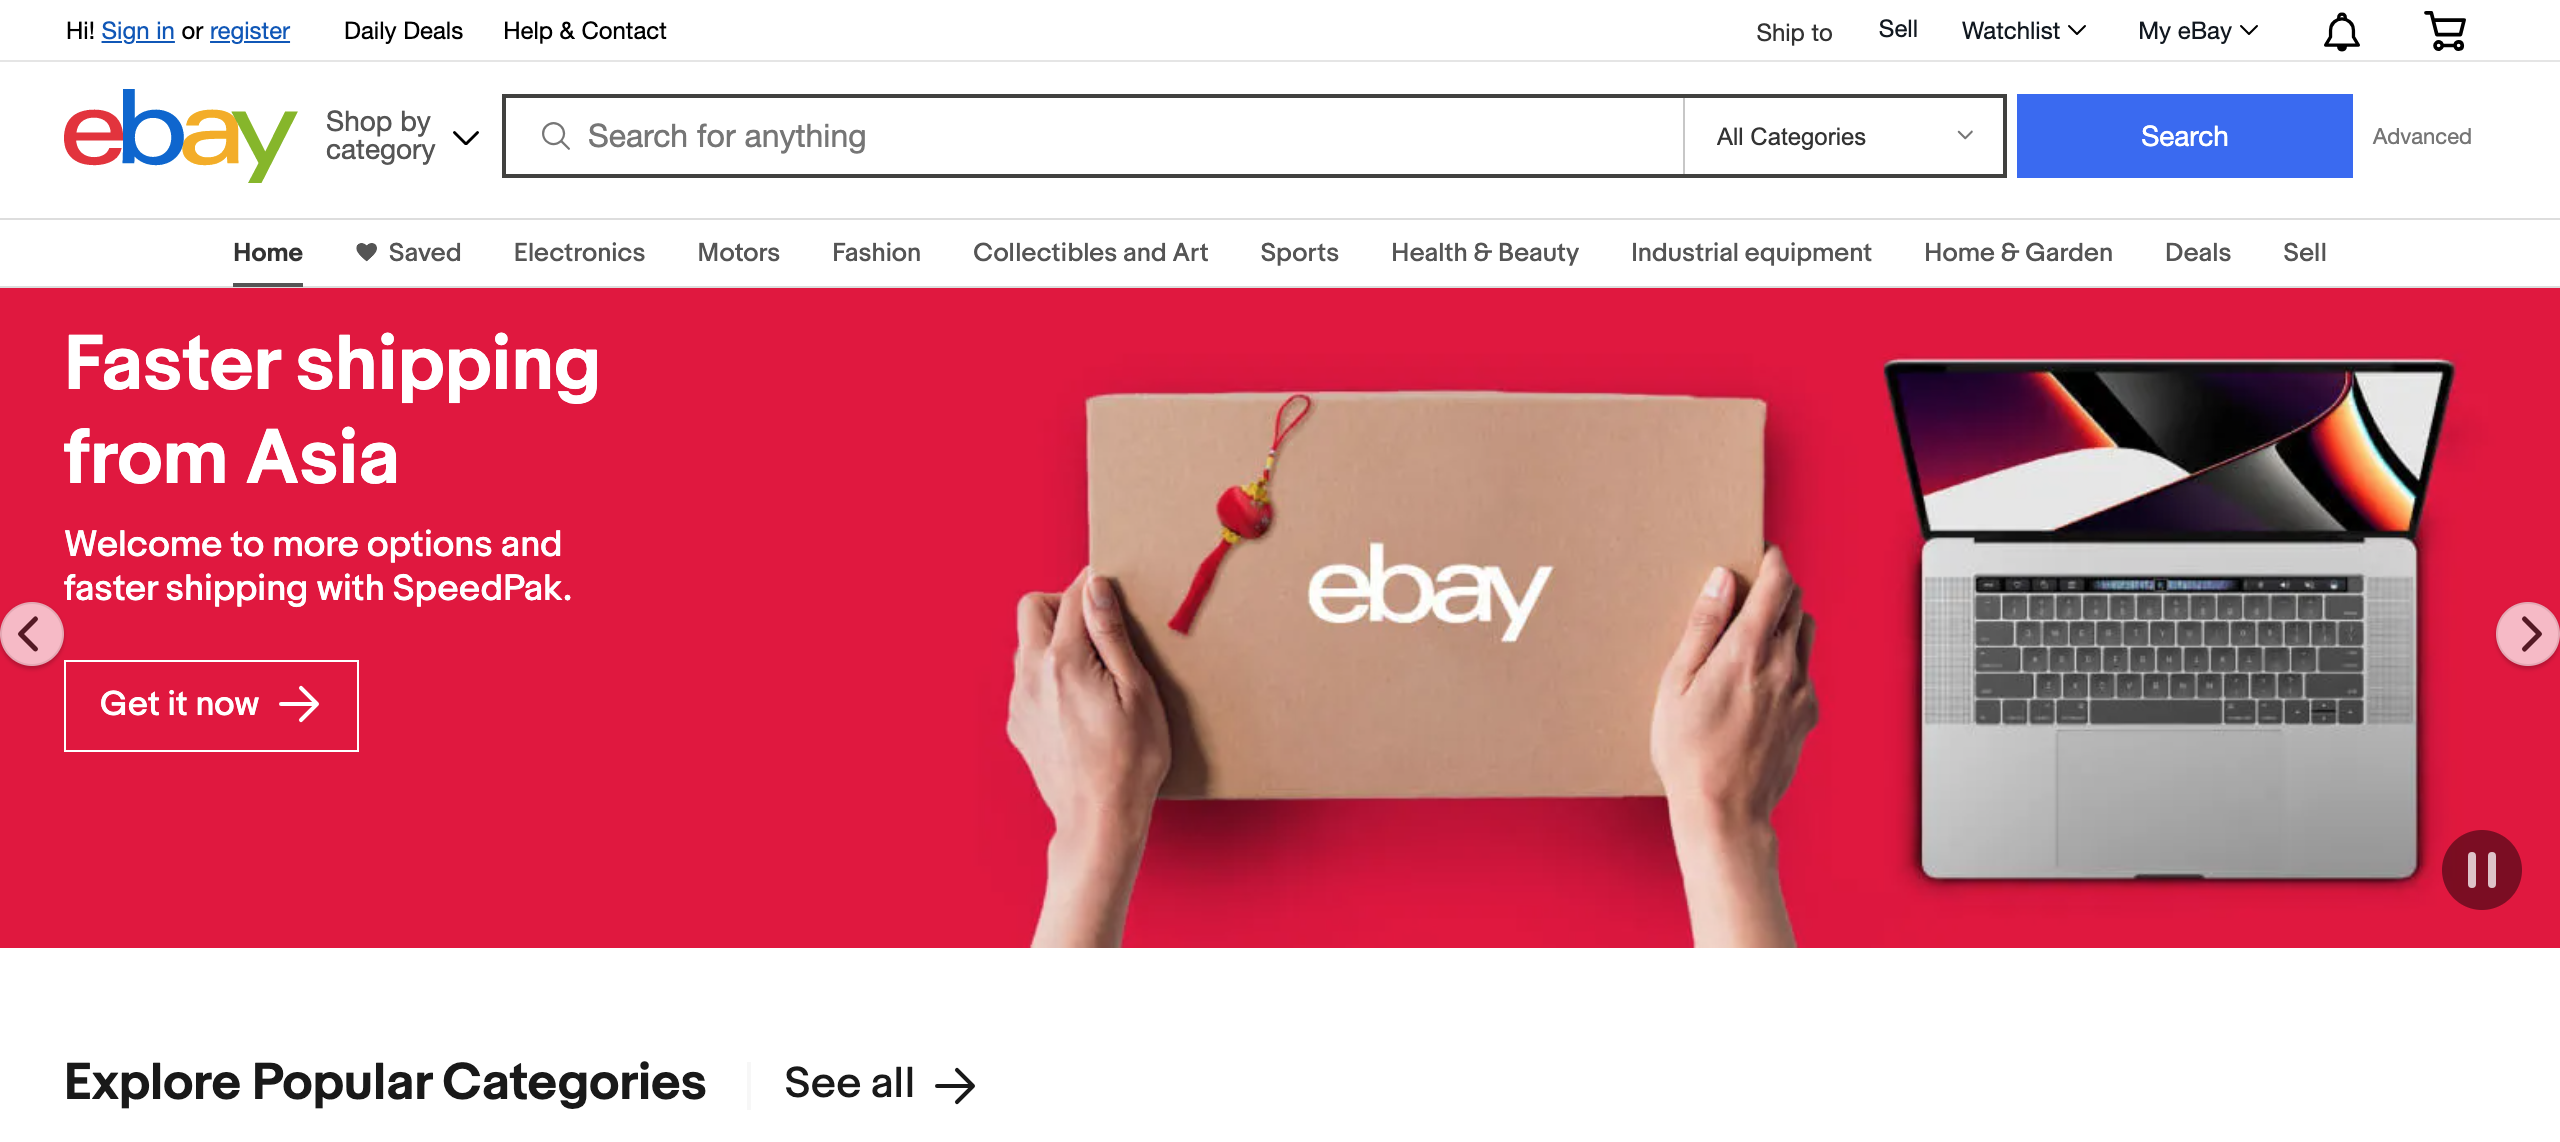 Hi! Sign in or register
Daily Deals
Help & Contact
Ship to
Sell
Watchlist
My eBay
ebay
Shop by
category
Search for anything
All Categories
Search
Advanced
Home
Saved
Electronics
Motors
Fashion
Collectibles and Art
Sports
Health & Beauty
Industrial equipment
Home & Garden
Deals
Sell
Faster shipping
from Asia
Welcome to more options and
faster shipping with SpeedPak.
Get it now
ebay
Explore Popular Categories
See all